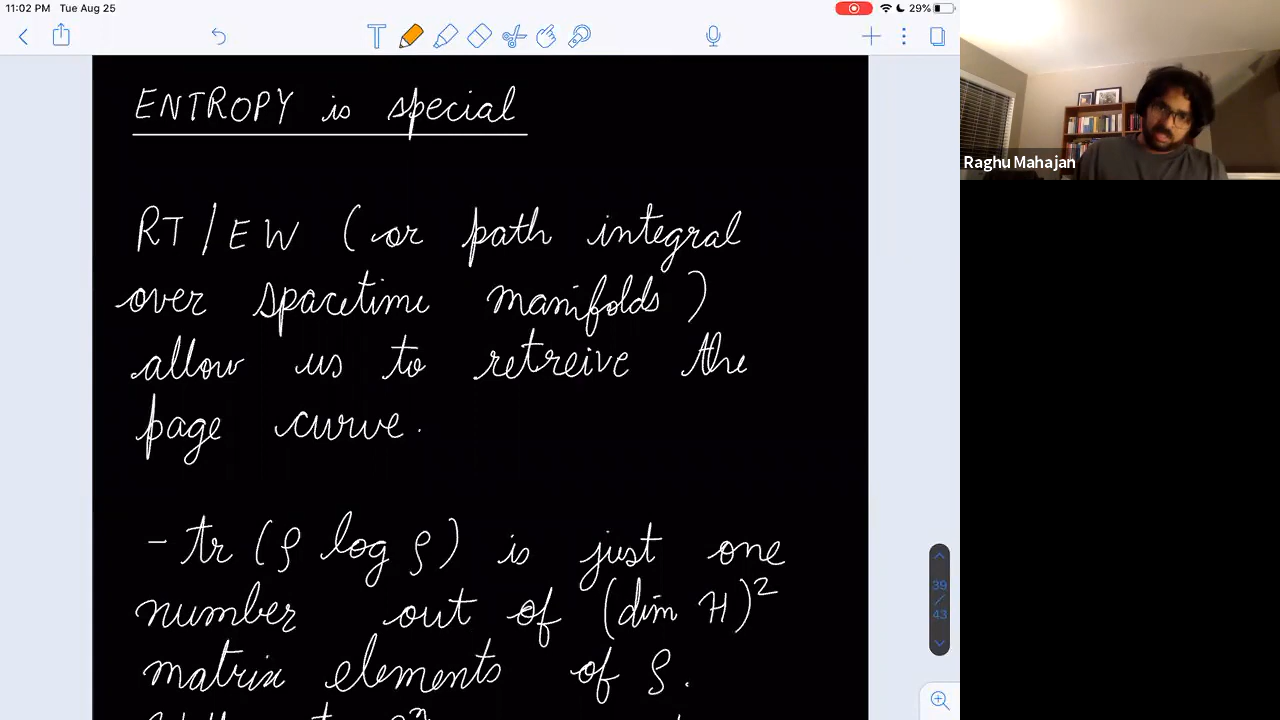 11:02 PM Tue Aug 25
29%
ENTROPY is special
RT/EW (or path integral
over spacetime manifolds)
allow us to retreive the
page curve.
- tr (ρ log ρ) is just one
number out of (dim H)²
matrix elements of ρ.
39
/
43
Raghu Mahajan